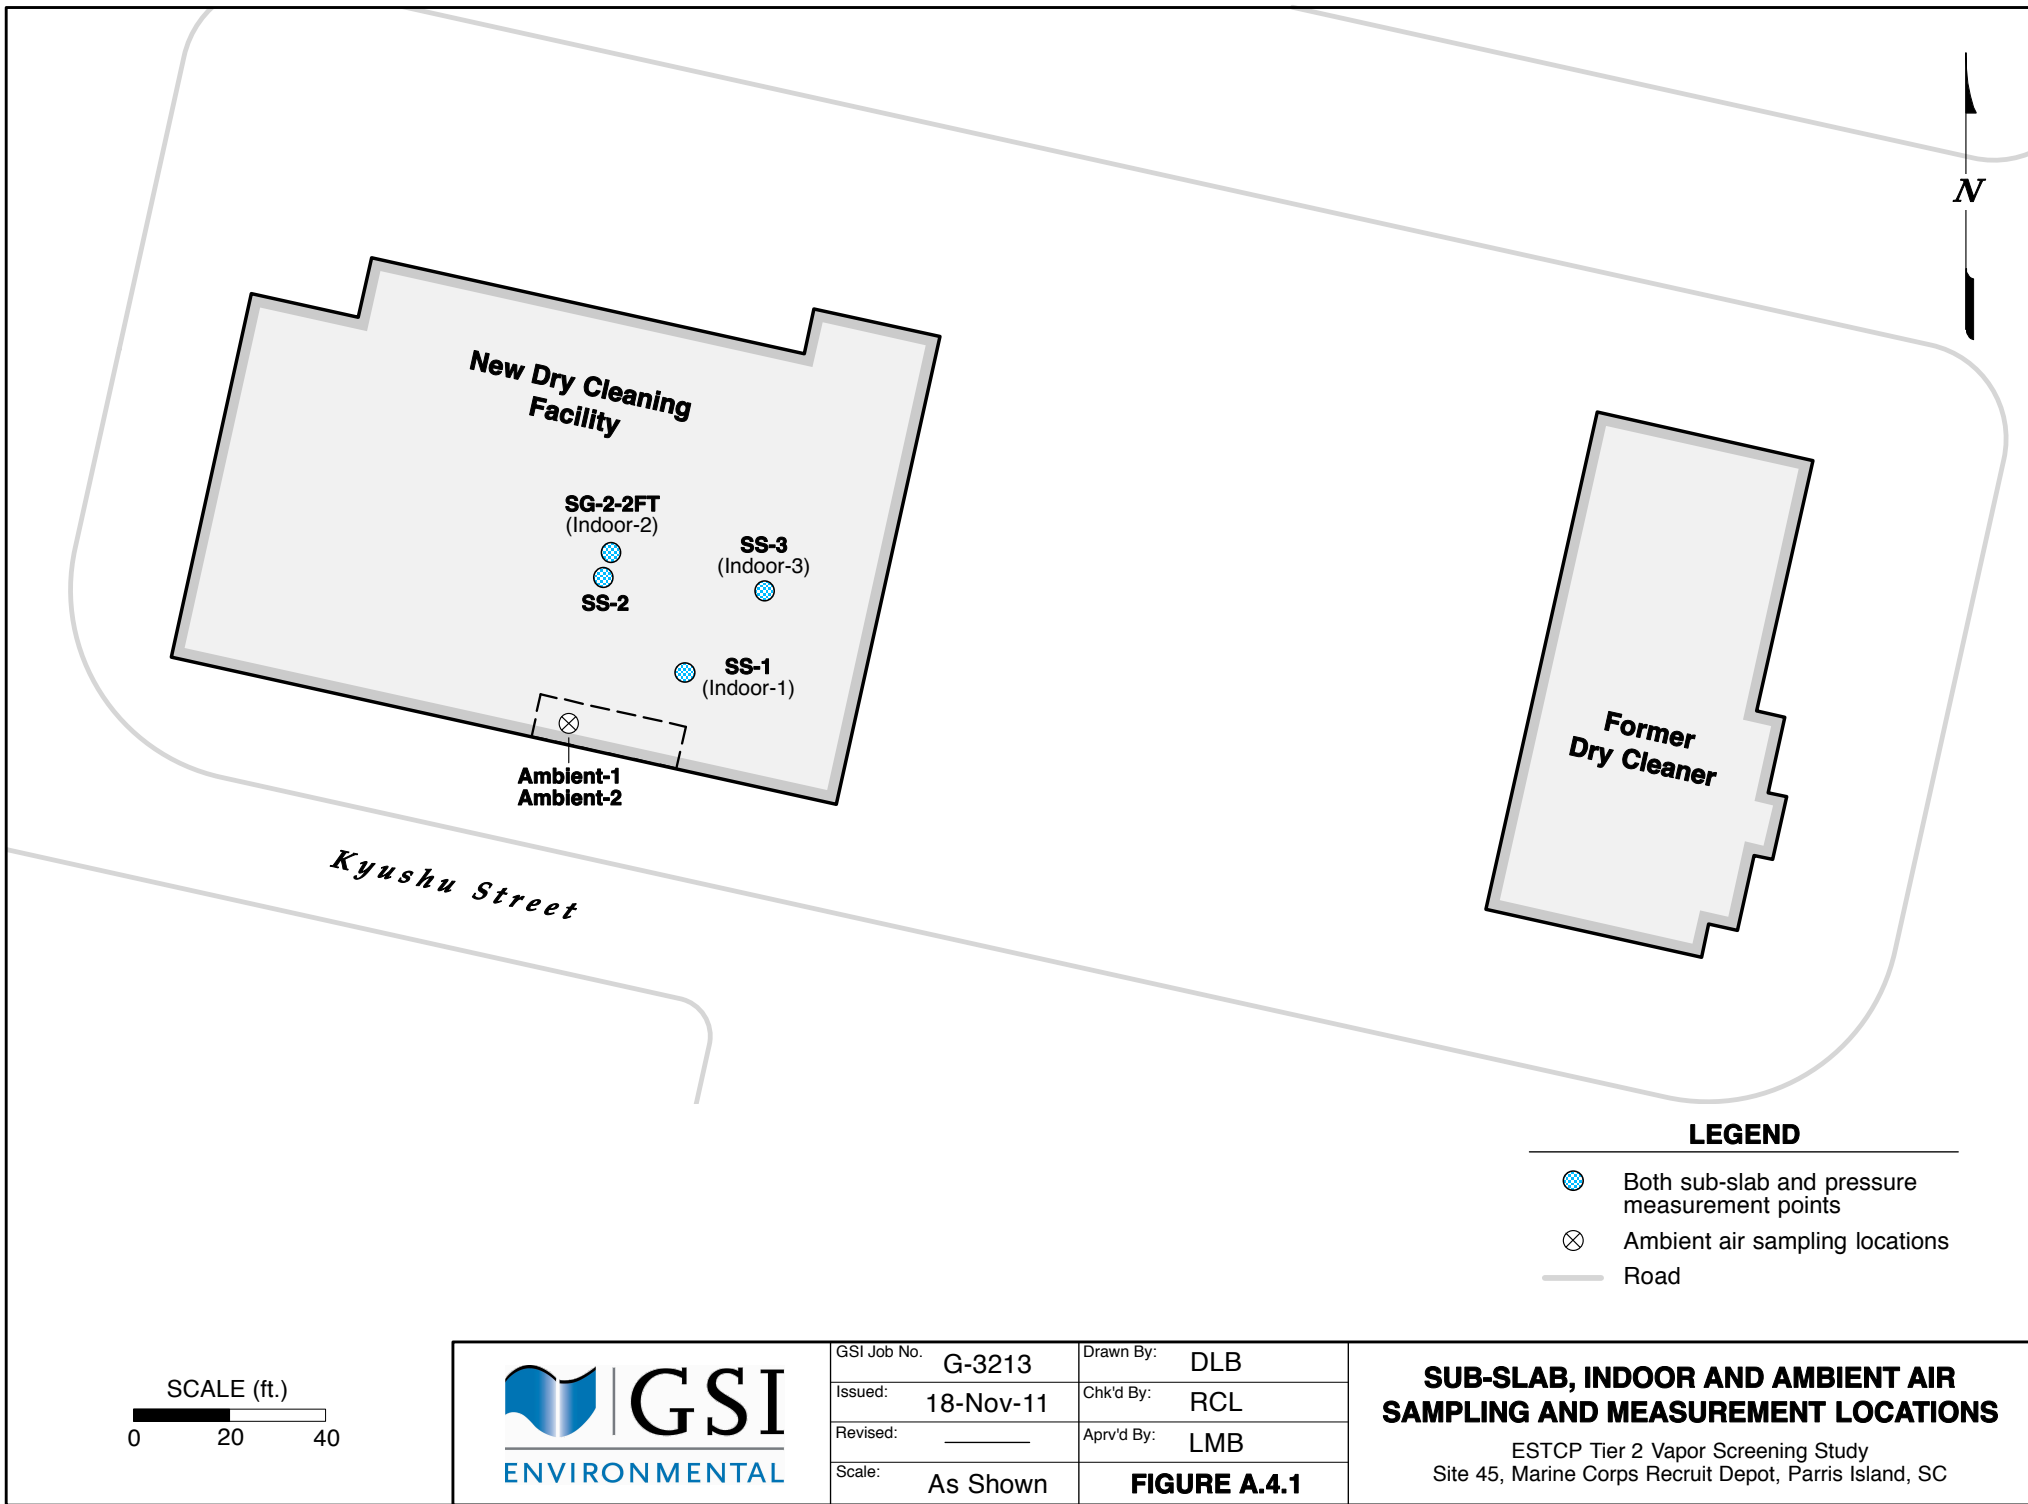 N
New Dry Cleaning
Facility
SG-2-2FT
(Indoor-2)
SS-3
(Indoor-3)
SS-2
SS-1
(Indoor-1)
Ambient-1
Ambient-2
Former
Dry Cleaner
Kyushu Street
LEGEND
Both sub-slab and pressure
measurement points
Ambient air sampling locations
Road
SCALE (ft.)
0 20 40
GSI
ENVIRONMENTAL
GSI Job No. G-3213
Drawn By: DLB
Issued: 18-Nov-11
Chk'd By: RCL
Revised:
Aprv'd By: LMB
Scale: As Shown
FIGURE A.4.1
SUB-SLAB, INDOOR AND AMBIENT AIR
SAMPLING AND MEASUREMENT LOCATIONS
ESTCP Tier 2 Vapor Screening Study
Site 45, Marine Corps Recruit Depot, Parris Island, SC